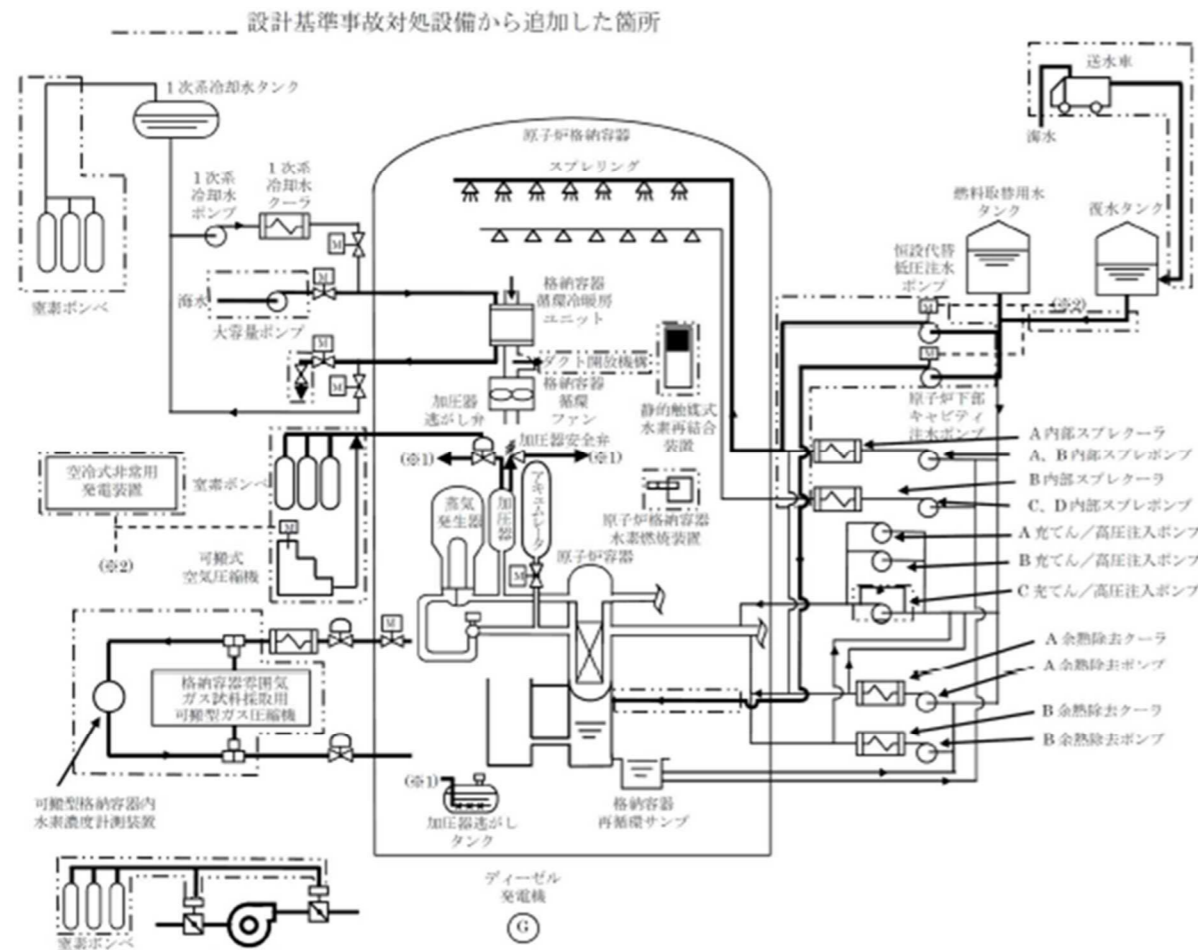 設計基準事故対処設備から追加した箇所
1次系冷却水タンク
1次系
冷却水
ポンプ
1次系
冷却水
クーラ
M
窒素ボンベ
海水
大容量ポンプ
M
M
M
原子炉格納容器
スプレリング
格納容器
循環冷暖房
ユニット
ダクト開放機構
格納容器
循環
ファン
静的触媒式
水素再結合
装置
原子炉格納容器
水素燃焼装置
送水車
海水
燃料取替用水
タンク
復水タンク
恒設代替
低圧注水
ポンプ
M
(※2)
M
原子炉下部
キャビティ
注水ポンプ
A内部スプレクーラ
A、B内部スプレポンプ
B内部スプレクーラ
C、D内部スプレポンプ
A充てん/高圧注入ポンプ
B充てん/高圧注入ポンプ
C充てん/高圧注入ポンプ
A余熱除去クーラ
A余熱除去ポンプ
B余熱除去クーラ
B余熱除去ポンプ
空冷式非常用
発電装置
(※2)
窒素ボンベ
M
可搬式
空気圧縮機
加圧器
逃がし弁
加圧器安全弁
(※1)
(※1)
蒸気
発生器
加圧器
アキュムレータ
原子炉容器
M
M
格納容器雰囲気
ガス試料採取用
可搬型ガス圧縮機
可搬型格納容器内
水素濃度計測装置
(※1)
加圧器逃がし
タンク
格納容器
再循環サンプ
ディーゼル
発電機
G
窒素ボンベ